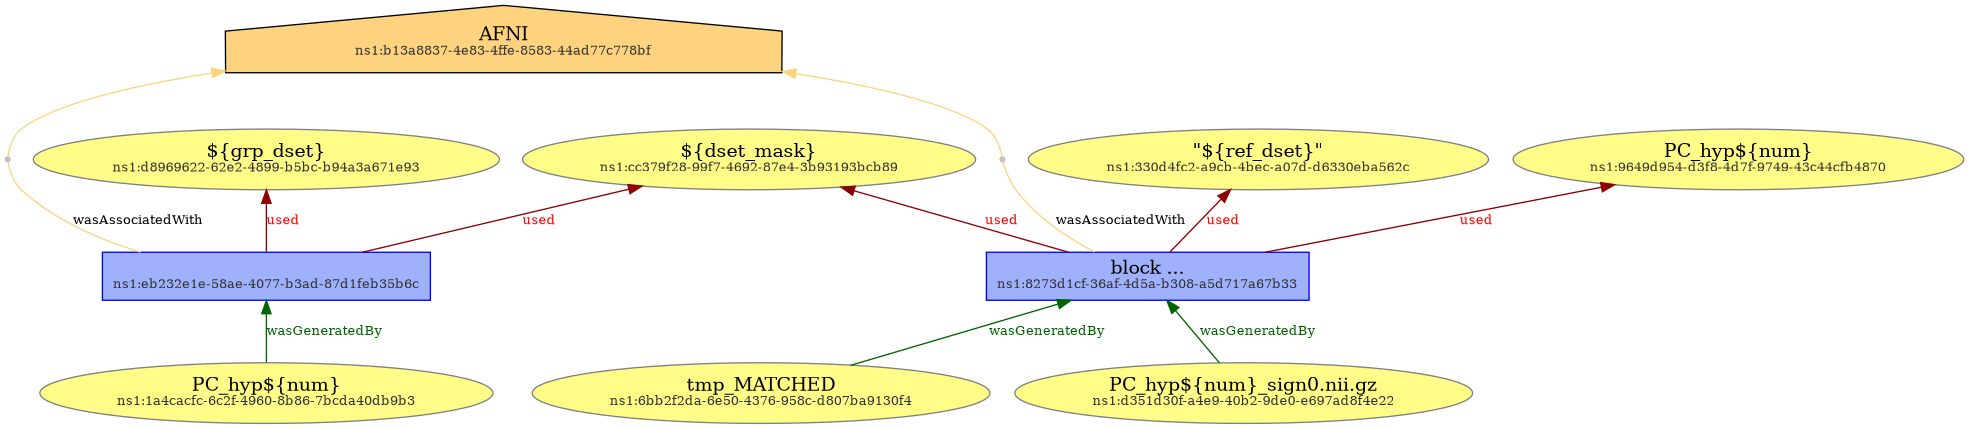 AFNI
ns1:b13a8837-4e83-4ffe-8583-44ad77c778bf
${grp_dset}
ns1:d8969622-62e2-4899-b5bc-b94a3a671e93
${dset_mask}
ns1:cc379f28-99f7-4692-87e4-3b93193bcb89
"${ref_dset}"
ns1:330d4fc2-a9cb-4bec-a07d-d6330eba562c
PC_hyp${num}
ns1:9649d954-d3f8-4d7f-9749-43c44cfb4870
wasAssociatedWith
used
used
used
wasAssociatedWith
used
used
ns1:eb232e1e-58ae-4077-b3ad-87d1feb35b6c
block ...
ns1:8273d1cf-36af-4d5a-b308-a5d717a67b33
wasGeneratedBy
wasGeneratedBy
wasGeneratedBy
PC_hyp${num}
ns1:1a4cacfc-6c2f-4960-8b86-7bcda40db9b3
tmp_MATCHED
ns1:6bb2f2da-6e50-4376-958c-d807ba9130f4
PC_hyp${num}_sign0.nii.gz
ns1:d351d30f-a4e9-40b2-9de0-e697ad8f4e22